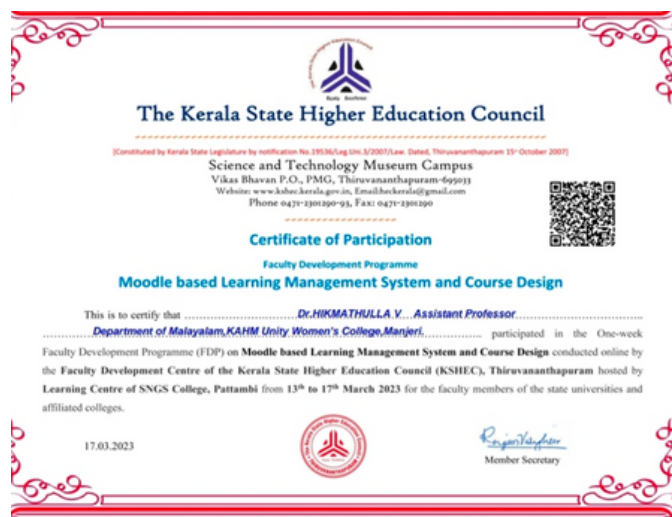 The Kerala State Higher Education Council
[Constituted by Kerala State Legislature by notification No.19536/Leg.Uni.3/2007/Law. Dated, Thiruvananthapuram 15th October 2007]
Science and Technology Museum Campus
Vikas Bhavan P.O., PMG, Thiruvananthapuram-695033
Website: www.kshec.kerala.gov.in, Email:heckerala@gmail.com
Phone 0471-2301290-93, Fax: 0471-2301290
Certificate of Participation
Faculty Development Programme
Moodle based Learning Management System and Course Design
This is to certify that Dr.HIKMATHULLA V Assistant Professor
Department of Malayalam,KAHM Unity Women's College,Manjeri. participated in the One-week
Faculty Development Programme (FDP) on Moodle based Learning Management System and Course Design conducted online by
the Faculty Development Centre of the Kerala State Higher Education Council (KSHEC), Thiruvananthapuram hosted by
Learning Centre of SNGS College, Pattambi from 13th to 17th March 2023 for the faculty members of the state universities and
affiliated colleges.
17.03.2023
Member Secretary